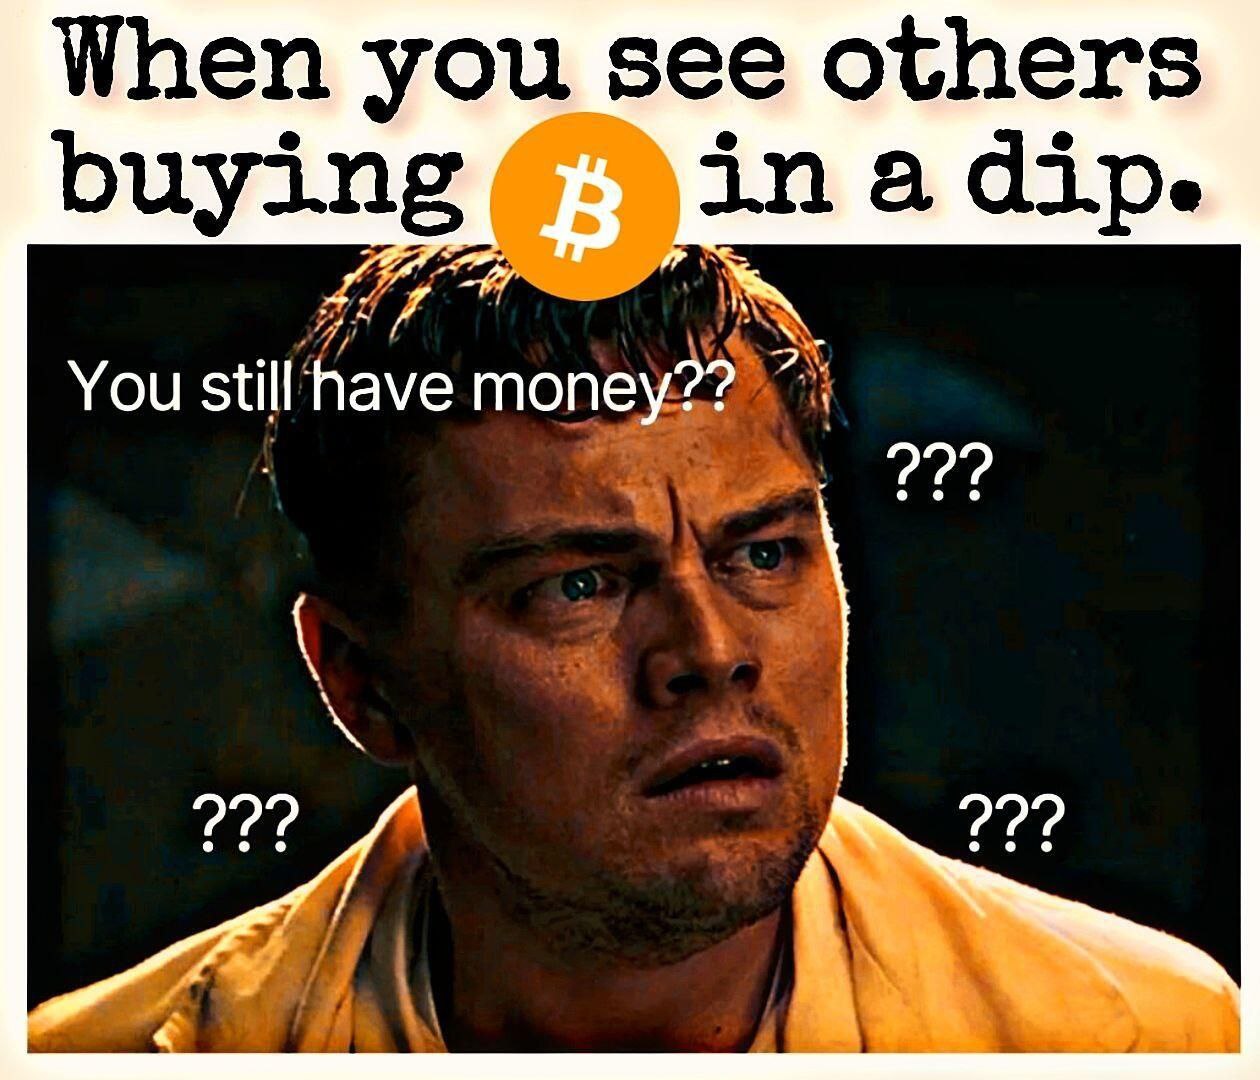 When you see others
buying ₿ in a dip.
You still have money??
???
???
???